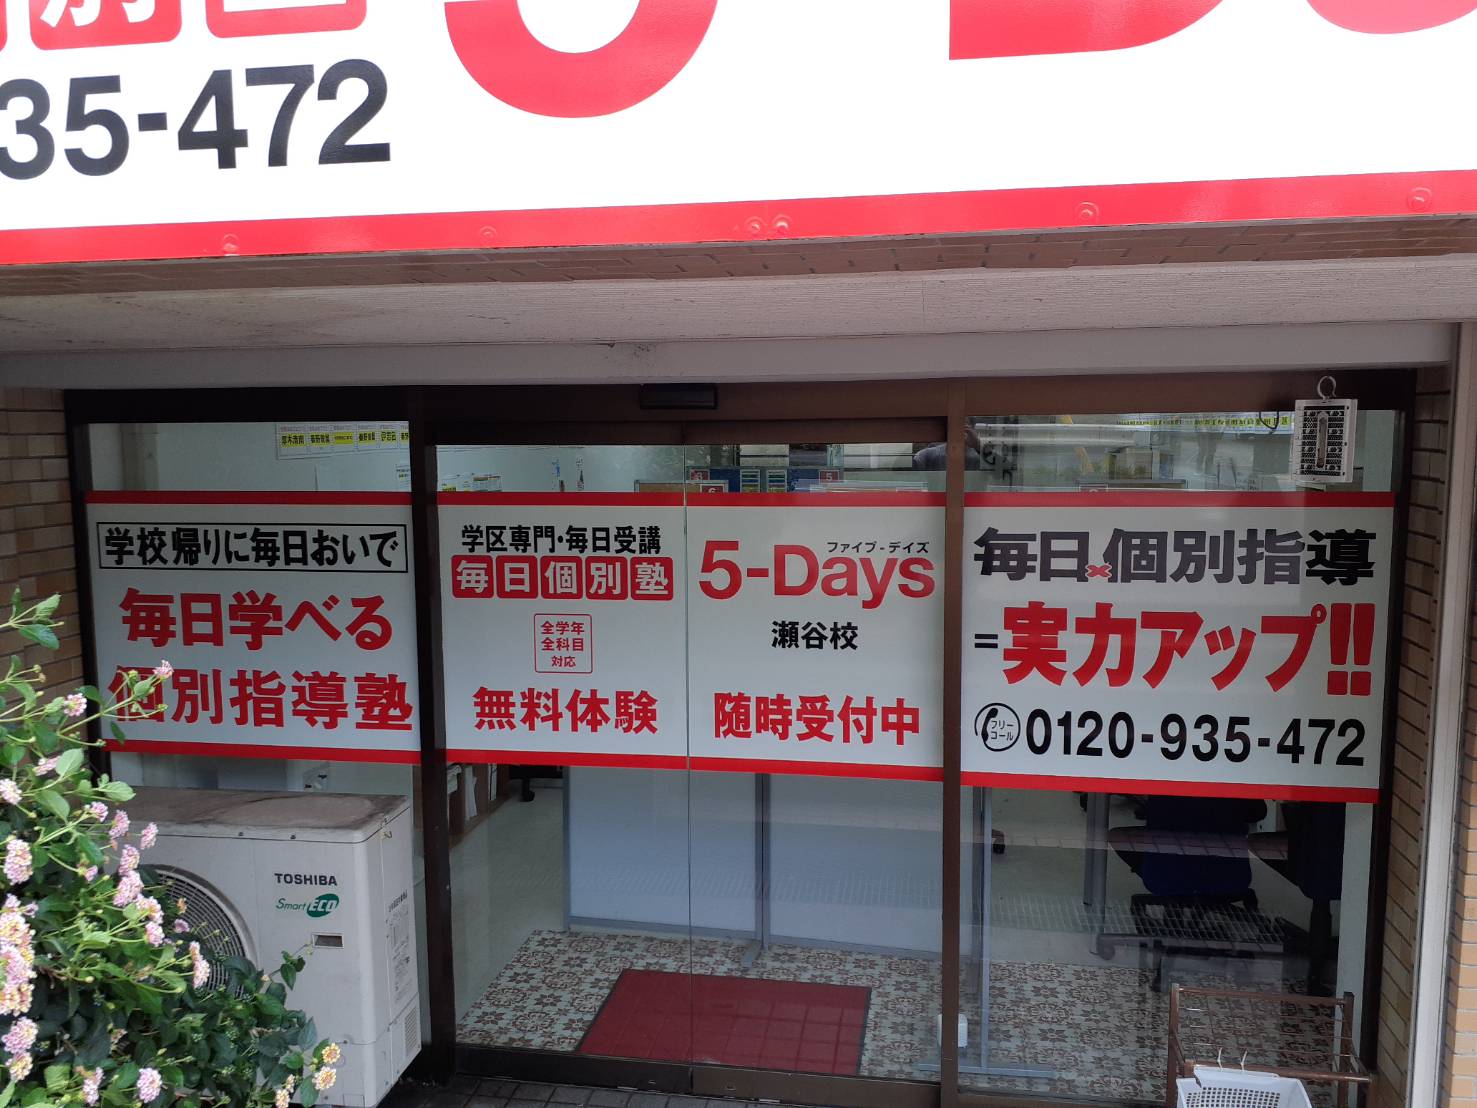 35-472
学校帰りに毎日おいで
毎日学べる
個別指導塾
学区専門・毎日受講
毎日個別塾
全学年
全科目
対応
無料体験
ファイブ-デイズ
5-Days
瀬谷校
随時受付中
毎日×個別指導
=実力アップ!!
フリー
コール
0120-935-472
TOSHIBA
Smart ECO